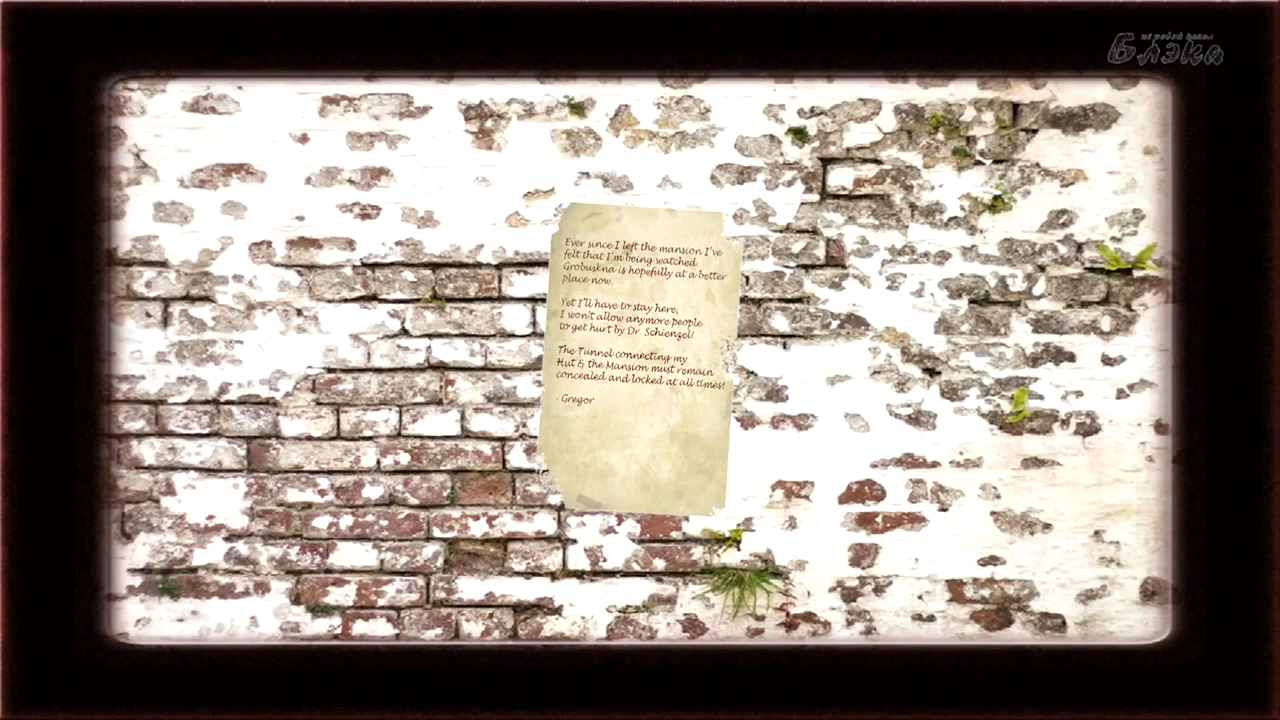 Блэка
Ever since I left the mansion I've
felt that I'm being watched.
Grobuskna is hopefully at a better
place now.
Yet I'll have to stay here,
I won't allow anymore people
to get hurt by Dr. Schienzel!
The Tunnel connecting my
Hut & the Mansion must remain
concealed and locked at all times!
- Gregor